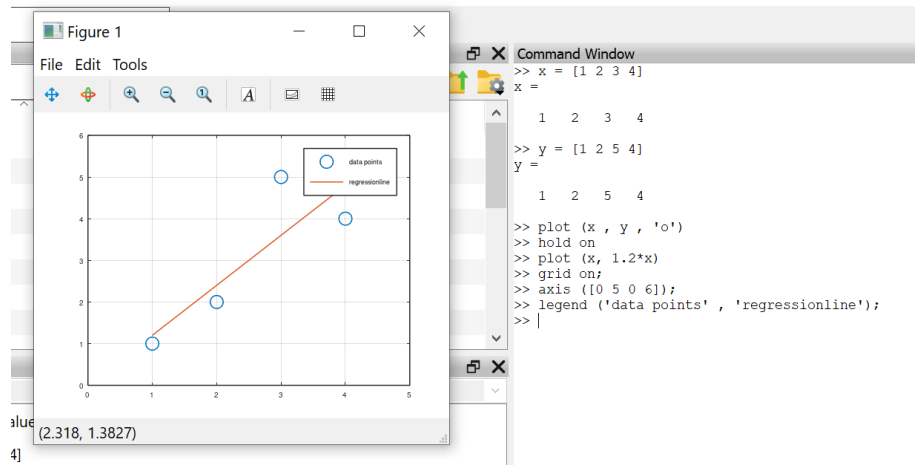 Figure 1
File Edit Tools
A
6
5
4
3
2
1
0
0 1 2 3 4 5
data points
regressionline
(2.318, 1.3827)
alue
4]
Command Window
>> x = [1 2 3 4]
x =
1 2 3 4
>> y = [1 2 5 4]
y =
1 2 5 4
>> plot (x , y , 'o')
>> hold on
>> plot (x, 1.2*x)
>> grid on;
>> axis ([0 5 0 6]);
>> legend ('data points' , 'regressionline');
>>